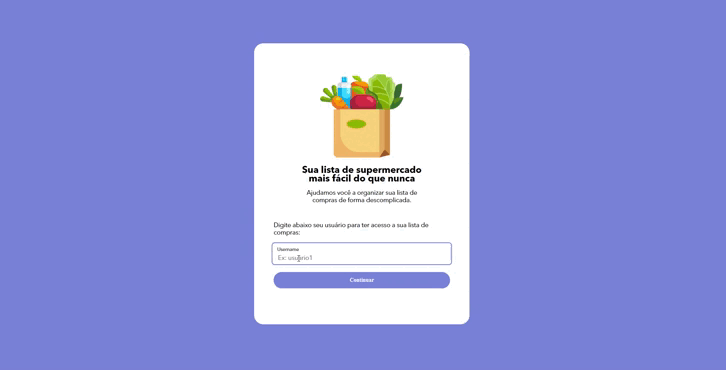 Sua lista de supermercado
mais fácil do que nunca
Ajudamos você a organizar sua lista de
compras de forma descomplicada.
Digite abaixo seu usuário para ter acesso a sua lista de
compras:
Username
Ex: usuário1
Continuar